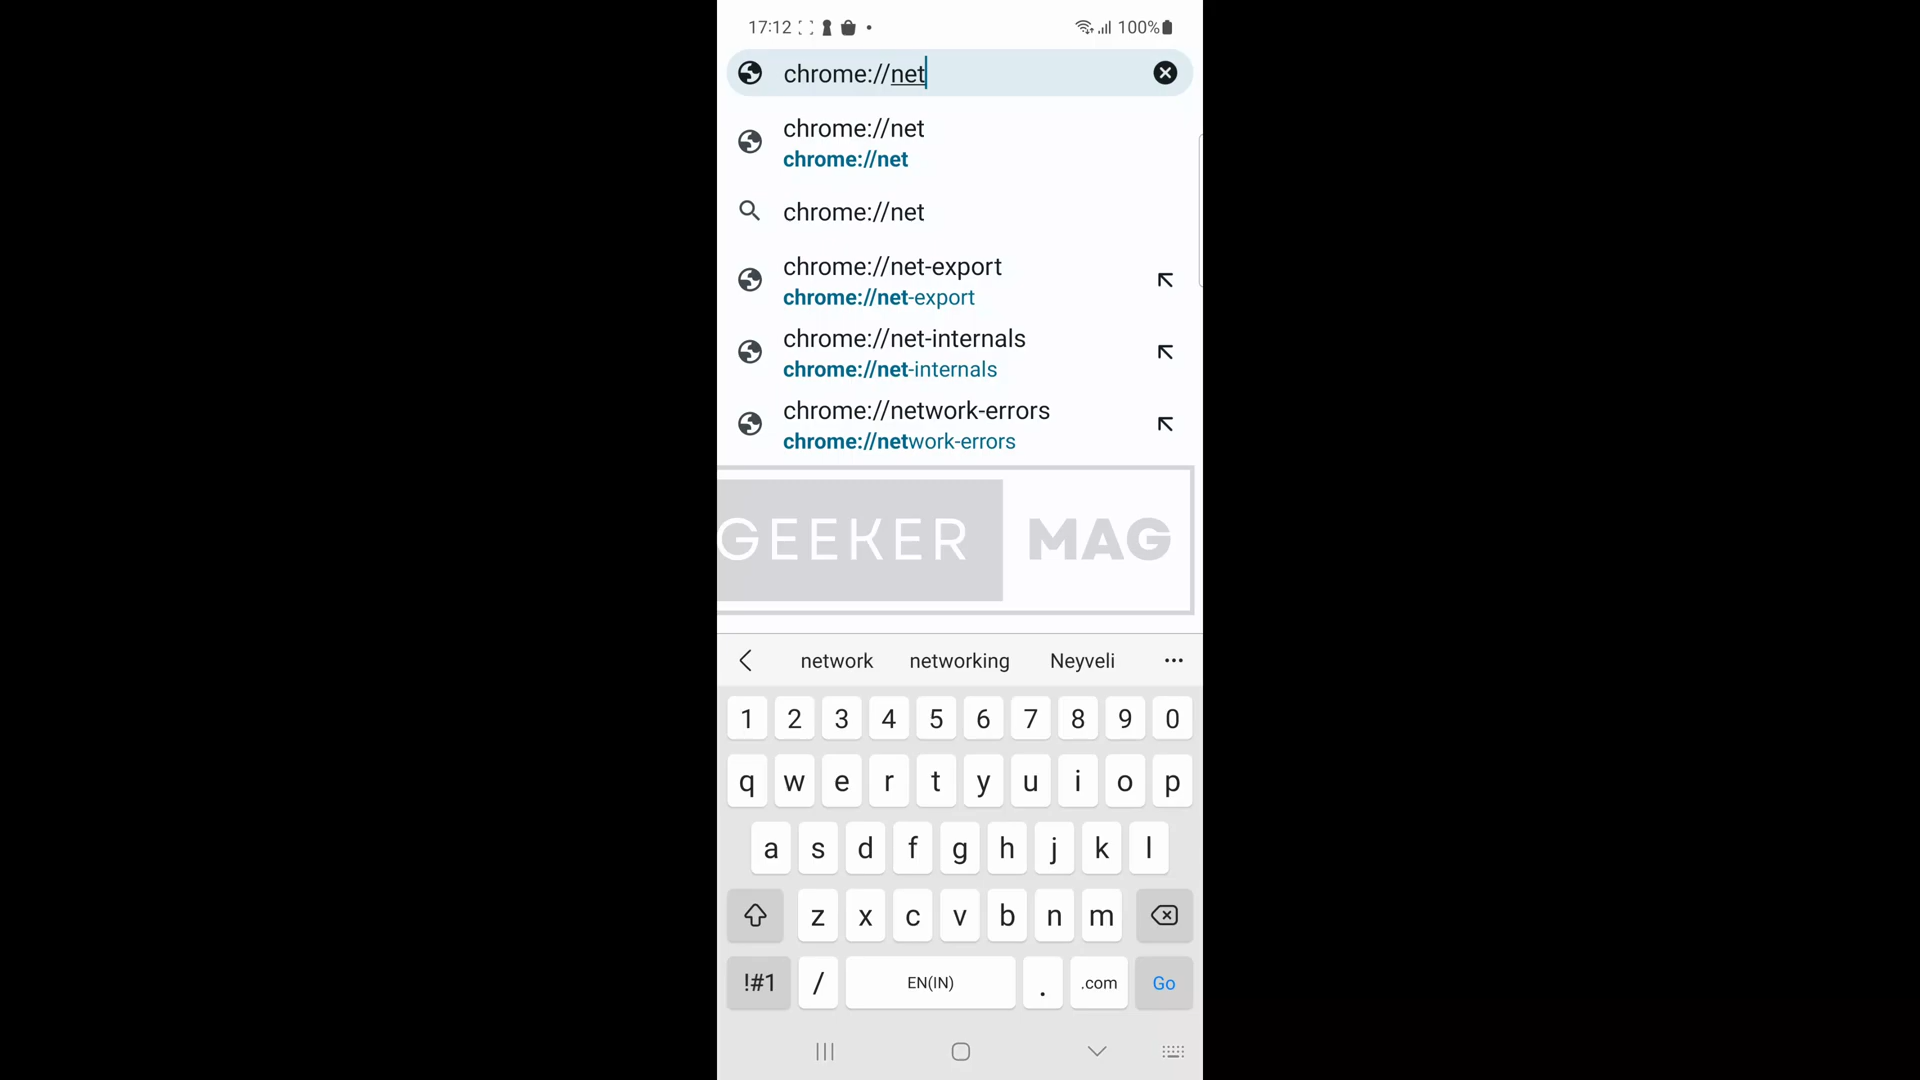 17:12 100%
chrome://net
chrome://net
chrome://net
chrome://net
chrome://net-export
chrome://net-export
chrome://net-internals
chrome://net-internals
chrome://network-errors
chrome://network-errors
GEEKER MAG
network networking Neyveli ...
1 2 3 4 5 6 7 8 9 0
q w e r t y u i o p
a s d f g h j k l
z x c v b n m
!#1 / EN(IN) . .com Go